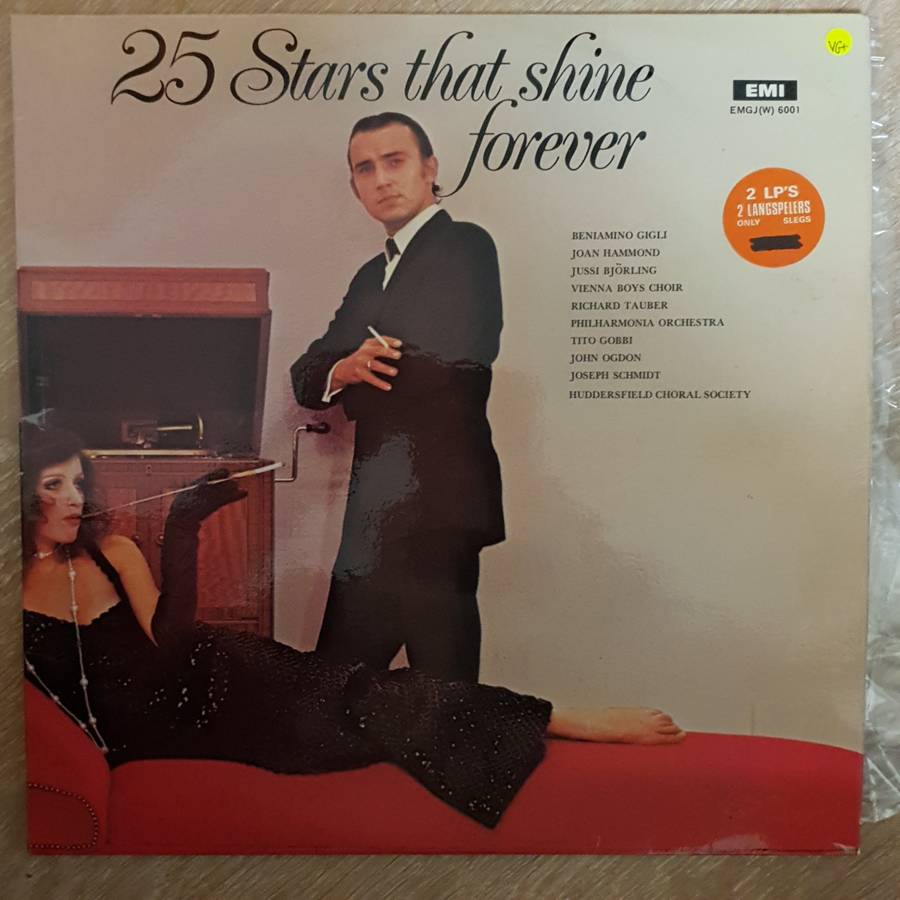 25 Stars that shine
forever
VG+
EMI
EMGJ(W) 6001
2 LP'S
2 LANGSPELERS
ONLY SLEGS
BENIAMINO GIGLI
JOAN HAMMOND
JUSSI BJÖRLING
VIENNA BOYS CHOIR
RICHARD TAUBER
PHILHARMONIA ORCHESTRA
TITO GOBBI
JOHN OGDON
JOSEPH SCHMIDT
HUDDERSFIELD CHORAL SOCIETY